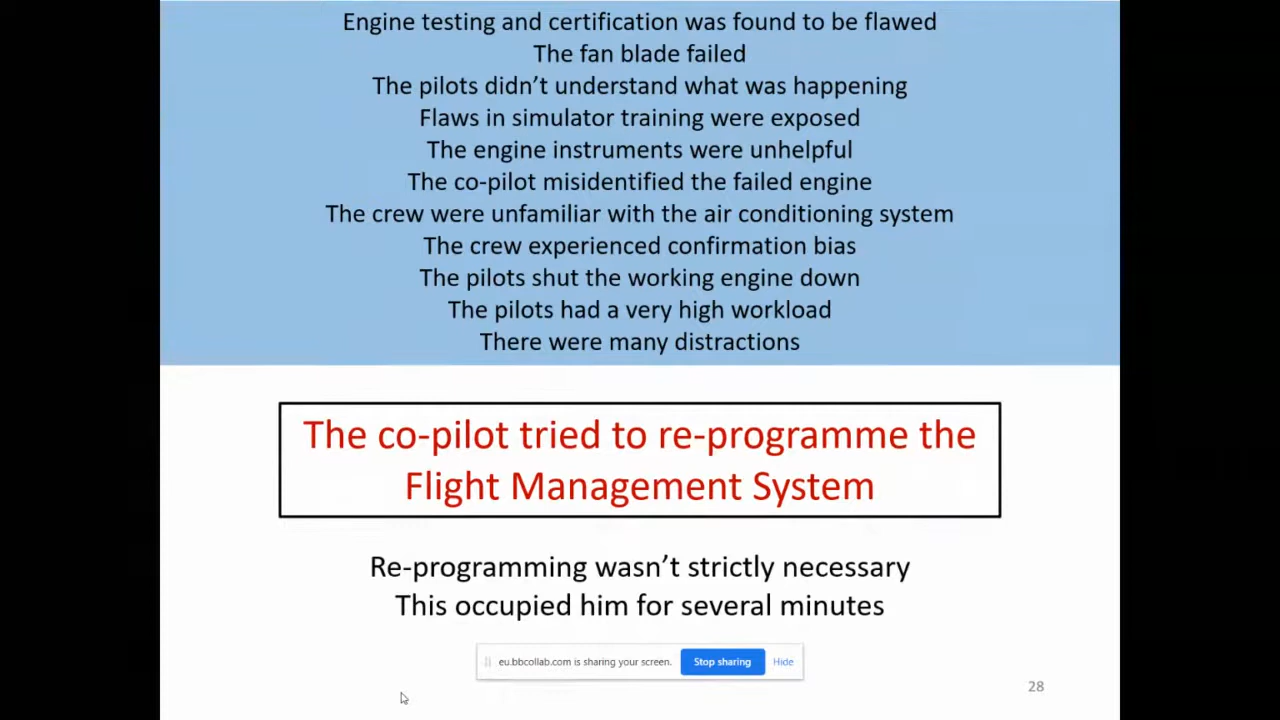 Engine testing and certification was found to be flawed
The fan blade failed
The pilots didn’t understand what was happening
Flaws in simulator training were exposed
The engine instruments were unhelpful
The co-pilot misidentified the failed engine
The crew were unfamiliar with the air conditioning system
The crew experienced confirmation bias
The pilots shut the working engine down
The pilots had a very high workload
There were many distractions
The co-pilot tried to re-programme the
Flight Management System
Re-programming wasn’t strictly necessary
This occupied him for several minutes
eu.bbcollab.com is sharing your screen. Stop sharing Hide
28